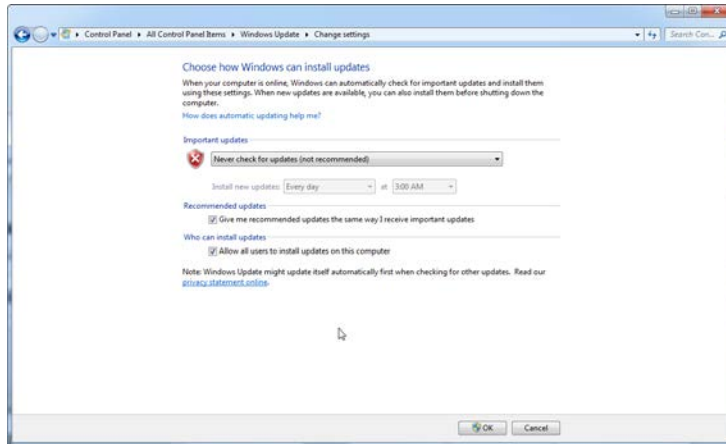 Control Panel ▸ All Control Panel Items ▸ Windows Update ▸ Change settings
Search Con...
Choose how Windows can install updates
When your computer is online, Windows can automatically check for important updates and install them
using these settings. When new updates are available, you can also install them before shutting down the
computer.
How does automatic updating help me?
Important updates
Never check for updates (not recommended)
Install new updates: Every day at 3:00 AM
Recommended updates
Give me recommended updates the same way I receive important updates
Who can install updates
Allow all users to install updates on this computer
Note: Windows Update might update itself automatically first when checking for other updates. Read our
privacy statement online.
OK Cancel